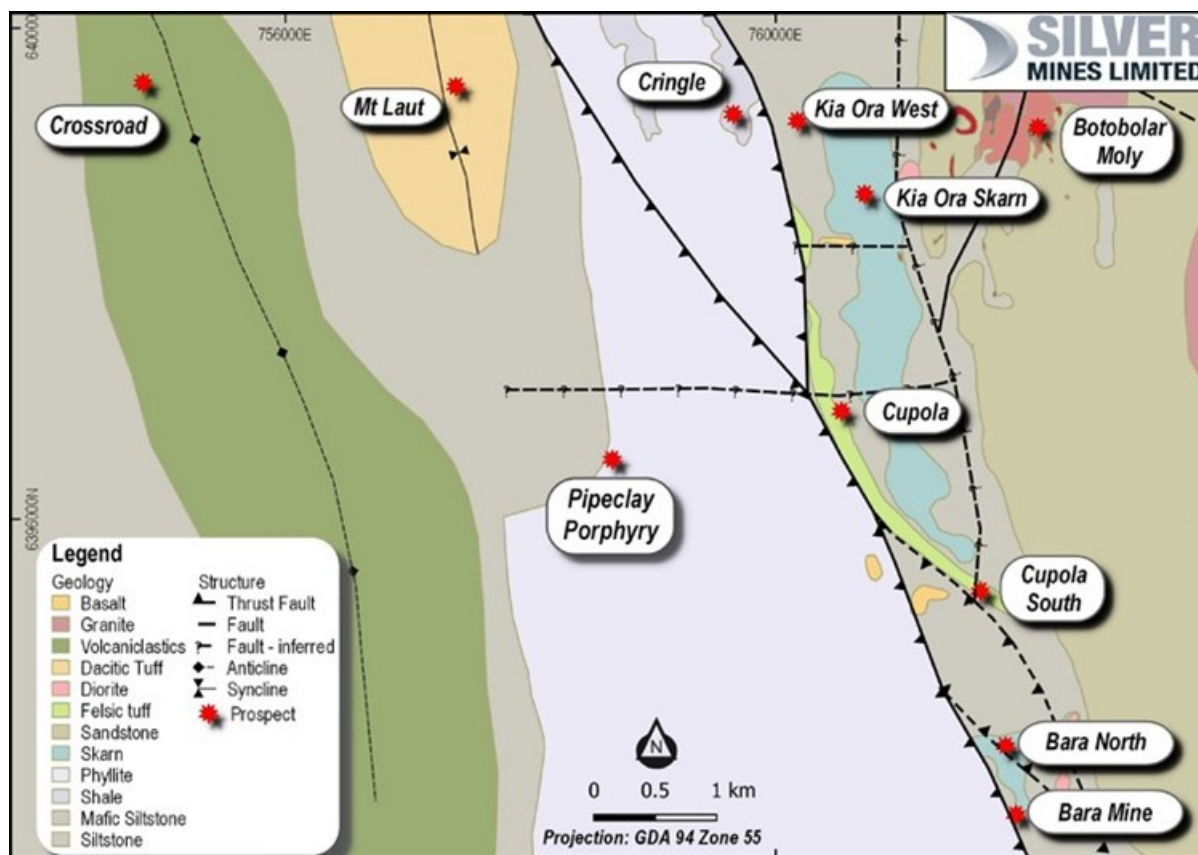 640000
756000E
760000E
SILVER
MINES LIMITED
Crossroad
Mt Laut
Cringle
Kia Ora West
Botobolar
Moly
Kia Ora Skarn
Cupola
Pipeclay
Porphyry
6396000N
Cupola
South
Bara North
Bara Mine
Legend
Geology
Basalt
Granite
Volcaniclastics
Dacitic Tuff
Diorite
Felsic tuff
Sandstone
Skarn
Phyllite
Shale
Mafic Siltstone
Siltstone
Structure
Thrust Fault
Fault
Fault - inferred
Anticline
Syncline
Prospect
N
0 0.5 1 km
Projection: GDA 94 Zone 55